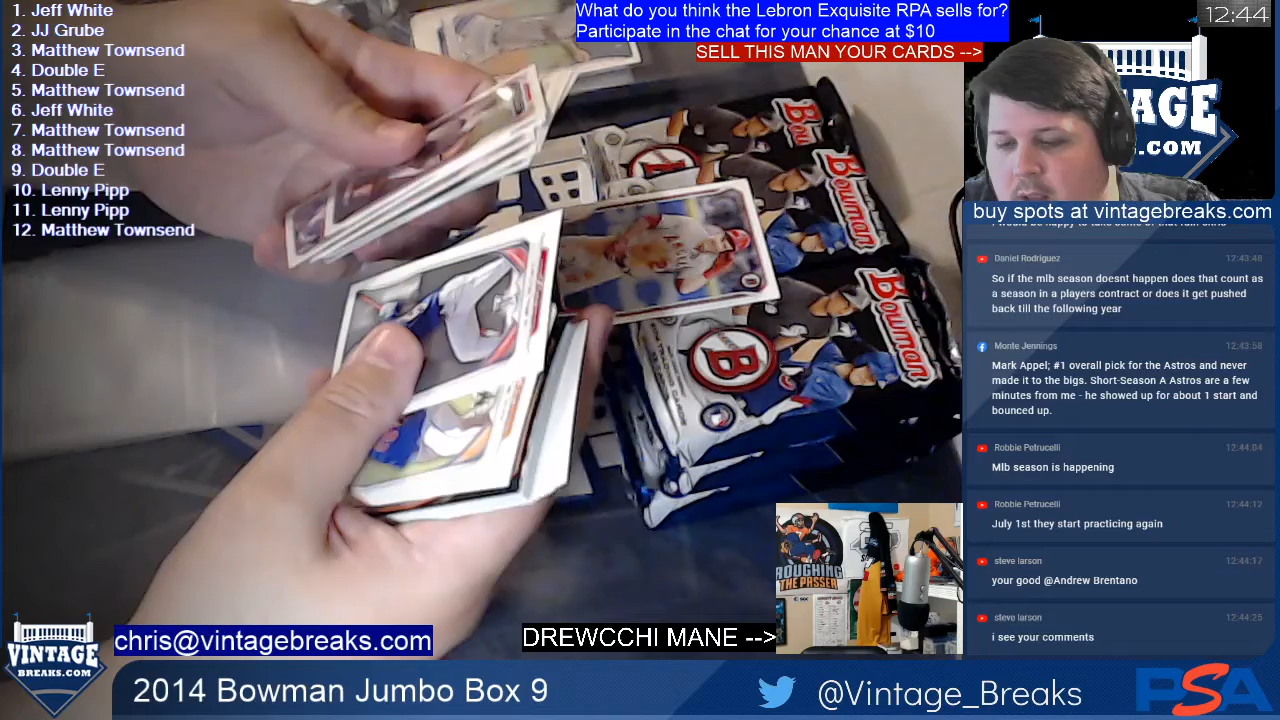 1. Jeff White
2. JJ Grube
3. Matthew Townsend
4. Double E
5. Matthew Townsend
6. Jeff White
7. Matthew Townsend
8. Matthew Townsend
9. Double E
10. Lenny Pipp
11. Lenny Pipp
12. Matthew Townsend
What do you think the Lebron Exquisite RPA sells for?
Participate in the chat for your chance at $10
SELL THIS MAN YOUR CARDS -->
12:44
AGE
.COM
buy spots at vintagebreaks.com
Daniel Rodriguez 12:43:48
So if the mlb season doesnt happen does that count as
a season in a players contract or does it get pushed
back till the following year
Monte Jennings 12:43:58
Mark Appel; #1 overall pick for the Astros and never
made it to the bigs. Short-Season A Astros are a few
minutes from me - he showed up for about 1 start and
bounced up.
Robbie Petrucelli 12:44:04
Mlb season is happening
Robbie Petrucelli 12:44:12
July 1st they start practicing again
steve larson 12:44:17
your good @Andrew Brentano
steve larson 12:44:25
i see your comments
Bow
Bowman
Bowman
B
ROUGHING
THE PASSER
chris@vintagebreaks.com
DREWCCHI MANE -->
VINTAGE
BREAKS.COM
2014 Bowman Jumbo Box 9
@Vintage_Breaks
PSA